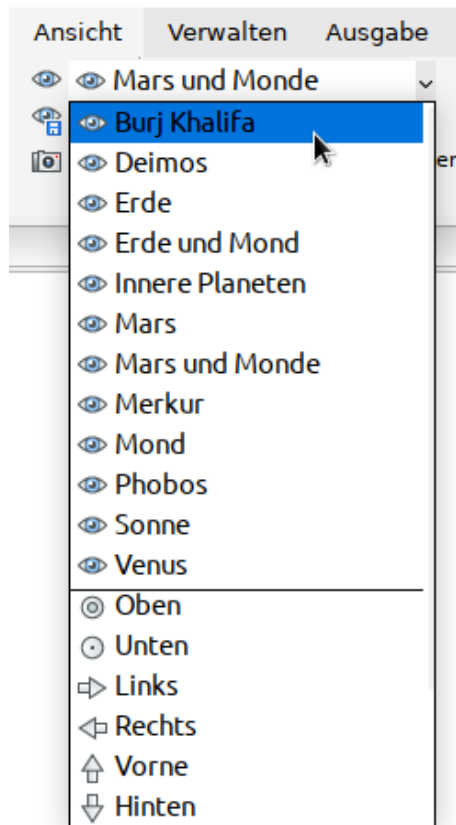 Ansicht Verwalten Ausgabe
Mars und Monde
Burj Khalifa
Deimos
er
Erde
Erde und Mond
Innere Planeten
Mars
Mars und Monde
Merkur
Mond
Phobos
Sonne
Venus
Oben
Unten
Links
Rechts
Vorne
Hinten